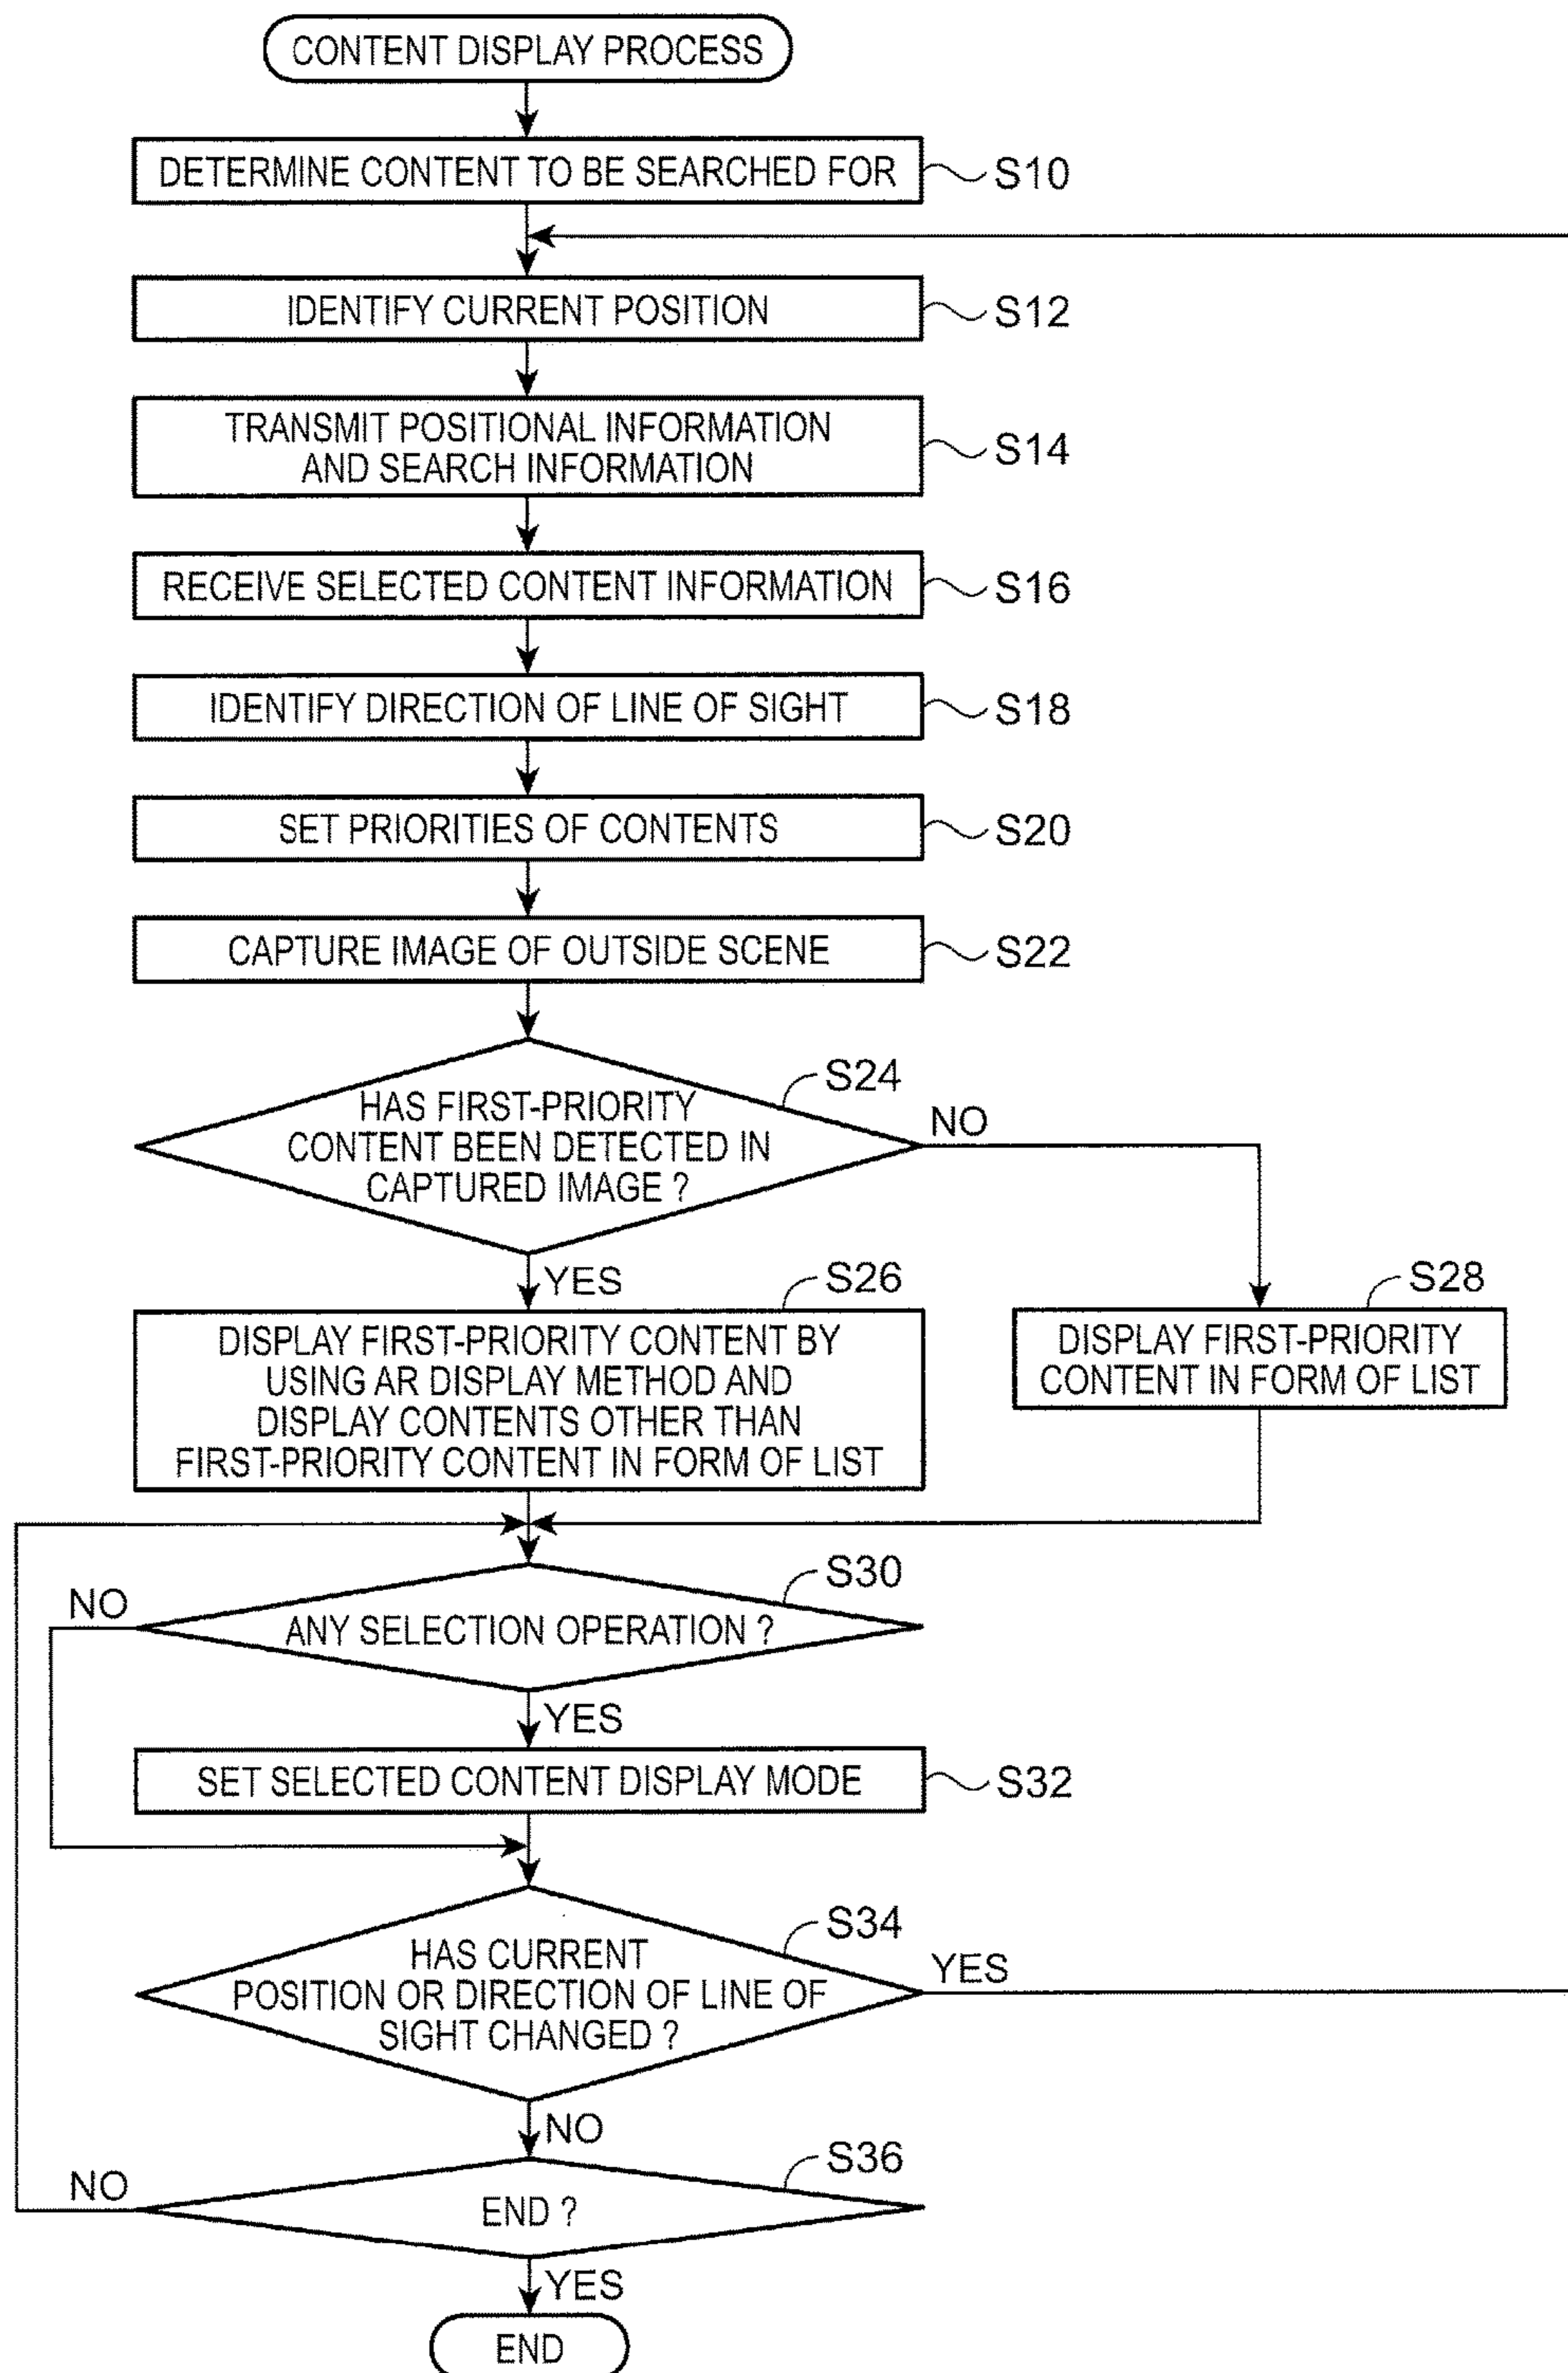 CONTENT DISPLAY PROCESS
DETERMINE CONTENT TO BE SEARCHED FOR
S10
IDENTIFY CURRENT POSITION
S12
TRANSMIT POSITIONAL INFORMATION
AND SEARCH INFORMATION
S14
RECEIVE SELECTED CONTENT INFORMATION
S16
IDENTIFY DIRECTION OF LINE OF SIGHT
S18
SET PRIORITIES OF CONTENTS
S20
CAPTURE IMAGE OF OUTSIDE SCENE
S22
S24
HAS FIRST-PRIORITY
CONTENT BEEN DETECTED IN
CAPTURED IMAGE ?
NO
YES
S26
DISPLAY FIRST-PRIORITY CONTENT BY
USING AR DISPLAY METHOD AND
DISPLAY CONTENTS OTHER THAN
FIRST-PRIORITY CONTENT IN FORM OF LIST
S28
DISPLAY FIRST-PRIORITY
CONTENT IN FORM OF LIST
S30
NO
ANY SELECTION OPERATION ?
YES
SET SELECTED CONTENT DISPLAY MODE
S32
S34
HAS CURRENT
POSITION OR DIRECTION OF LINE OF
SIGHT CHANGED ?
YES
NO
S36
NO
END ?
YES
END